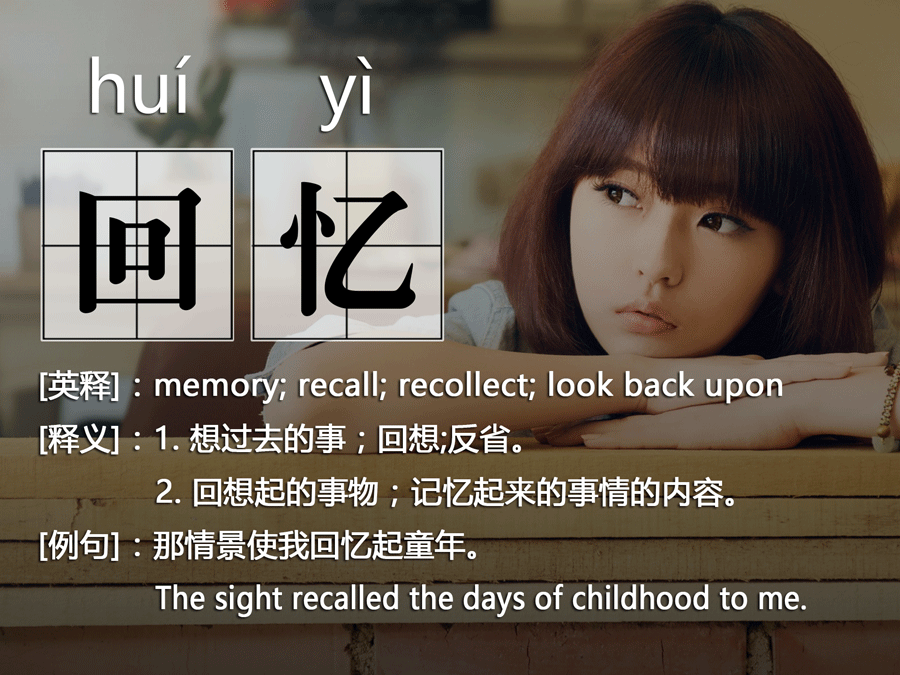 huí yì
回忆
[英释]：memory; recall; recollect; look back upon
[释义]：1. 想过去的事；回想;反省。
2. 回想起的事物；记忆起来的事情的内容。
[例句]：那情景使我回忆起童年。
The sight recalled the days of childhood to me.